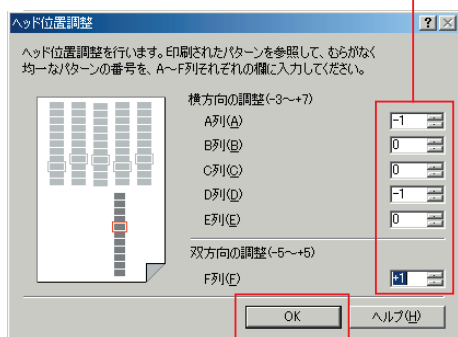 ヘッド位置調整
ヘッド位置調整を行います。印刷されたパターンを参照して、むらがなく
均一なパターンの番号を、A～F列それぞれの欄に入力してください。
横方向の調整(-3～+7)
A列(A) -1
B列(B) 0
C列(C) 0
D列(D) -1
E列(E) 0
双方向の調整(-5～+5)
F列(F) +1
OK ヘルプ(H)